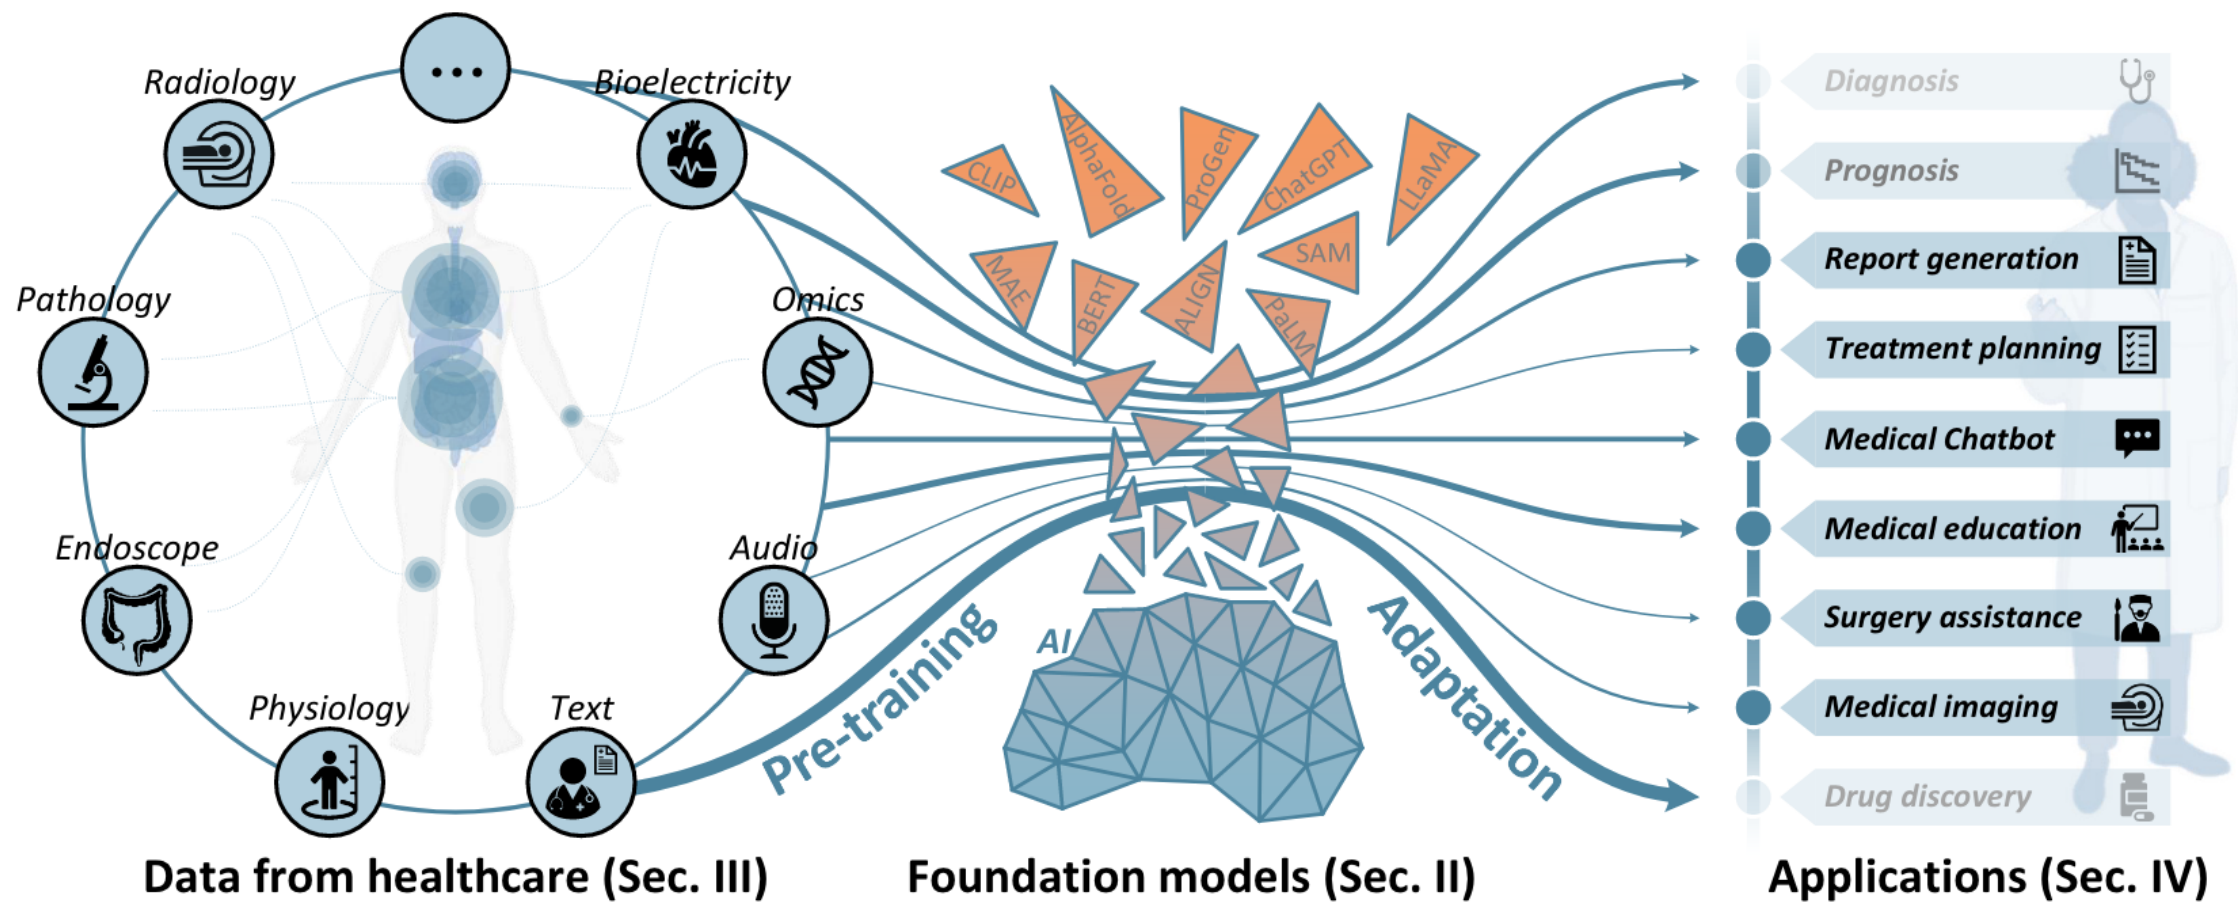 ...
Radiology
Bioelectricity
Pathology
Omics
Endoscope
Audio
Physiology
Text
Data from healthcare (Sec. III)
CLIP
AlphaFold
ProGen
ChatGPT
LLaMA
MAE
BERT
ALIGN
SAM
PaLM
AI
Pre-training
Adaptation
Foundation models (Sec. II)
Diagnosis
Prognosis
Report generation
Treatment planning
Medical Chatbot
Medical education
Surgery assistance
Medical imaging
Drug discovery
Applications (Sec. IV)